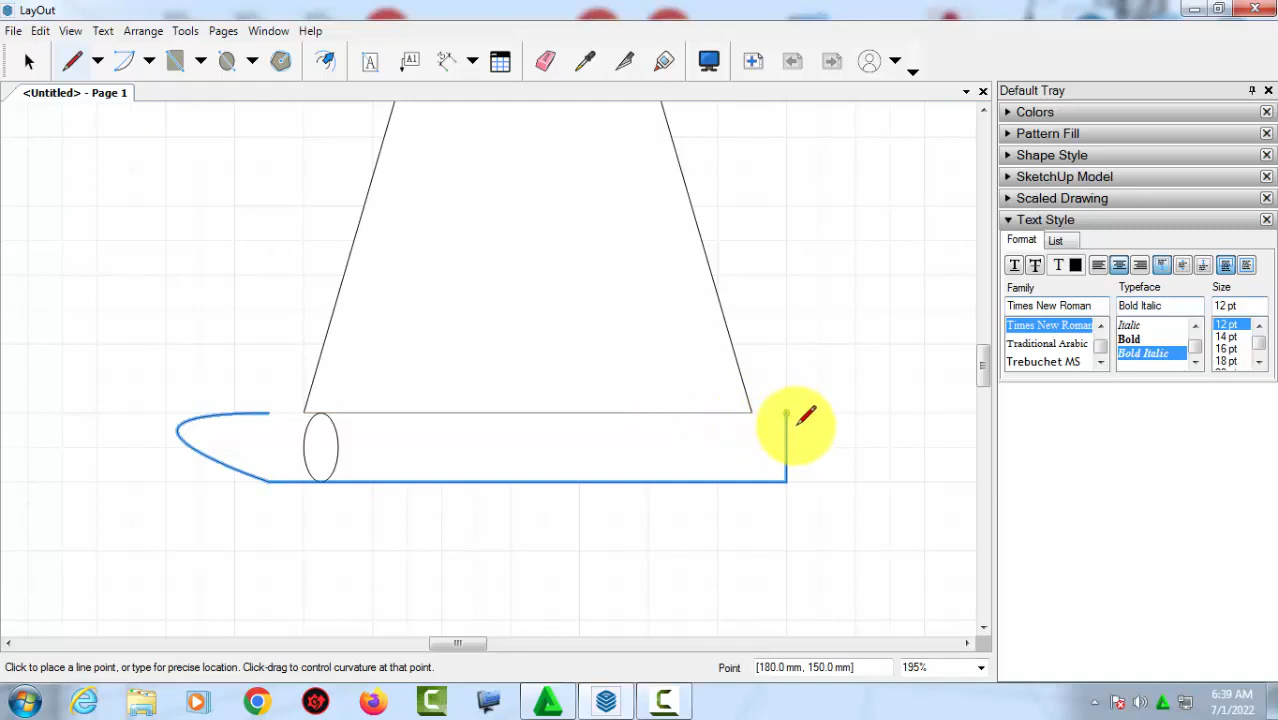 LayOut
File Edit View Text Arrange Tools Pages Window Help
A A1
<Untitled> - Page 1
Default Tray
Colors
Pattern Fill
Shape Style
SketchUp Model
Scaled Drawing
Text Style
Format List
T T T
Family Typeface Size
Times New Roman Bold Italic 12 pt
Times New Roman Italic 12 pt
Traditional Arabic Bold 14 pt
Trebuchet MS Bold Italic 16 pt
18 pt
Click to place a line point, or type for precise location. Click-drag to control curvature at that point. Point [180.0 mm, 150.0 mm] 195%
6:39 AM
7/1/2022